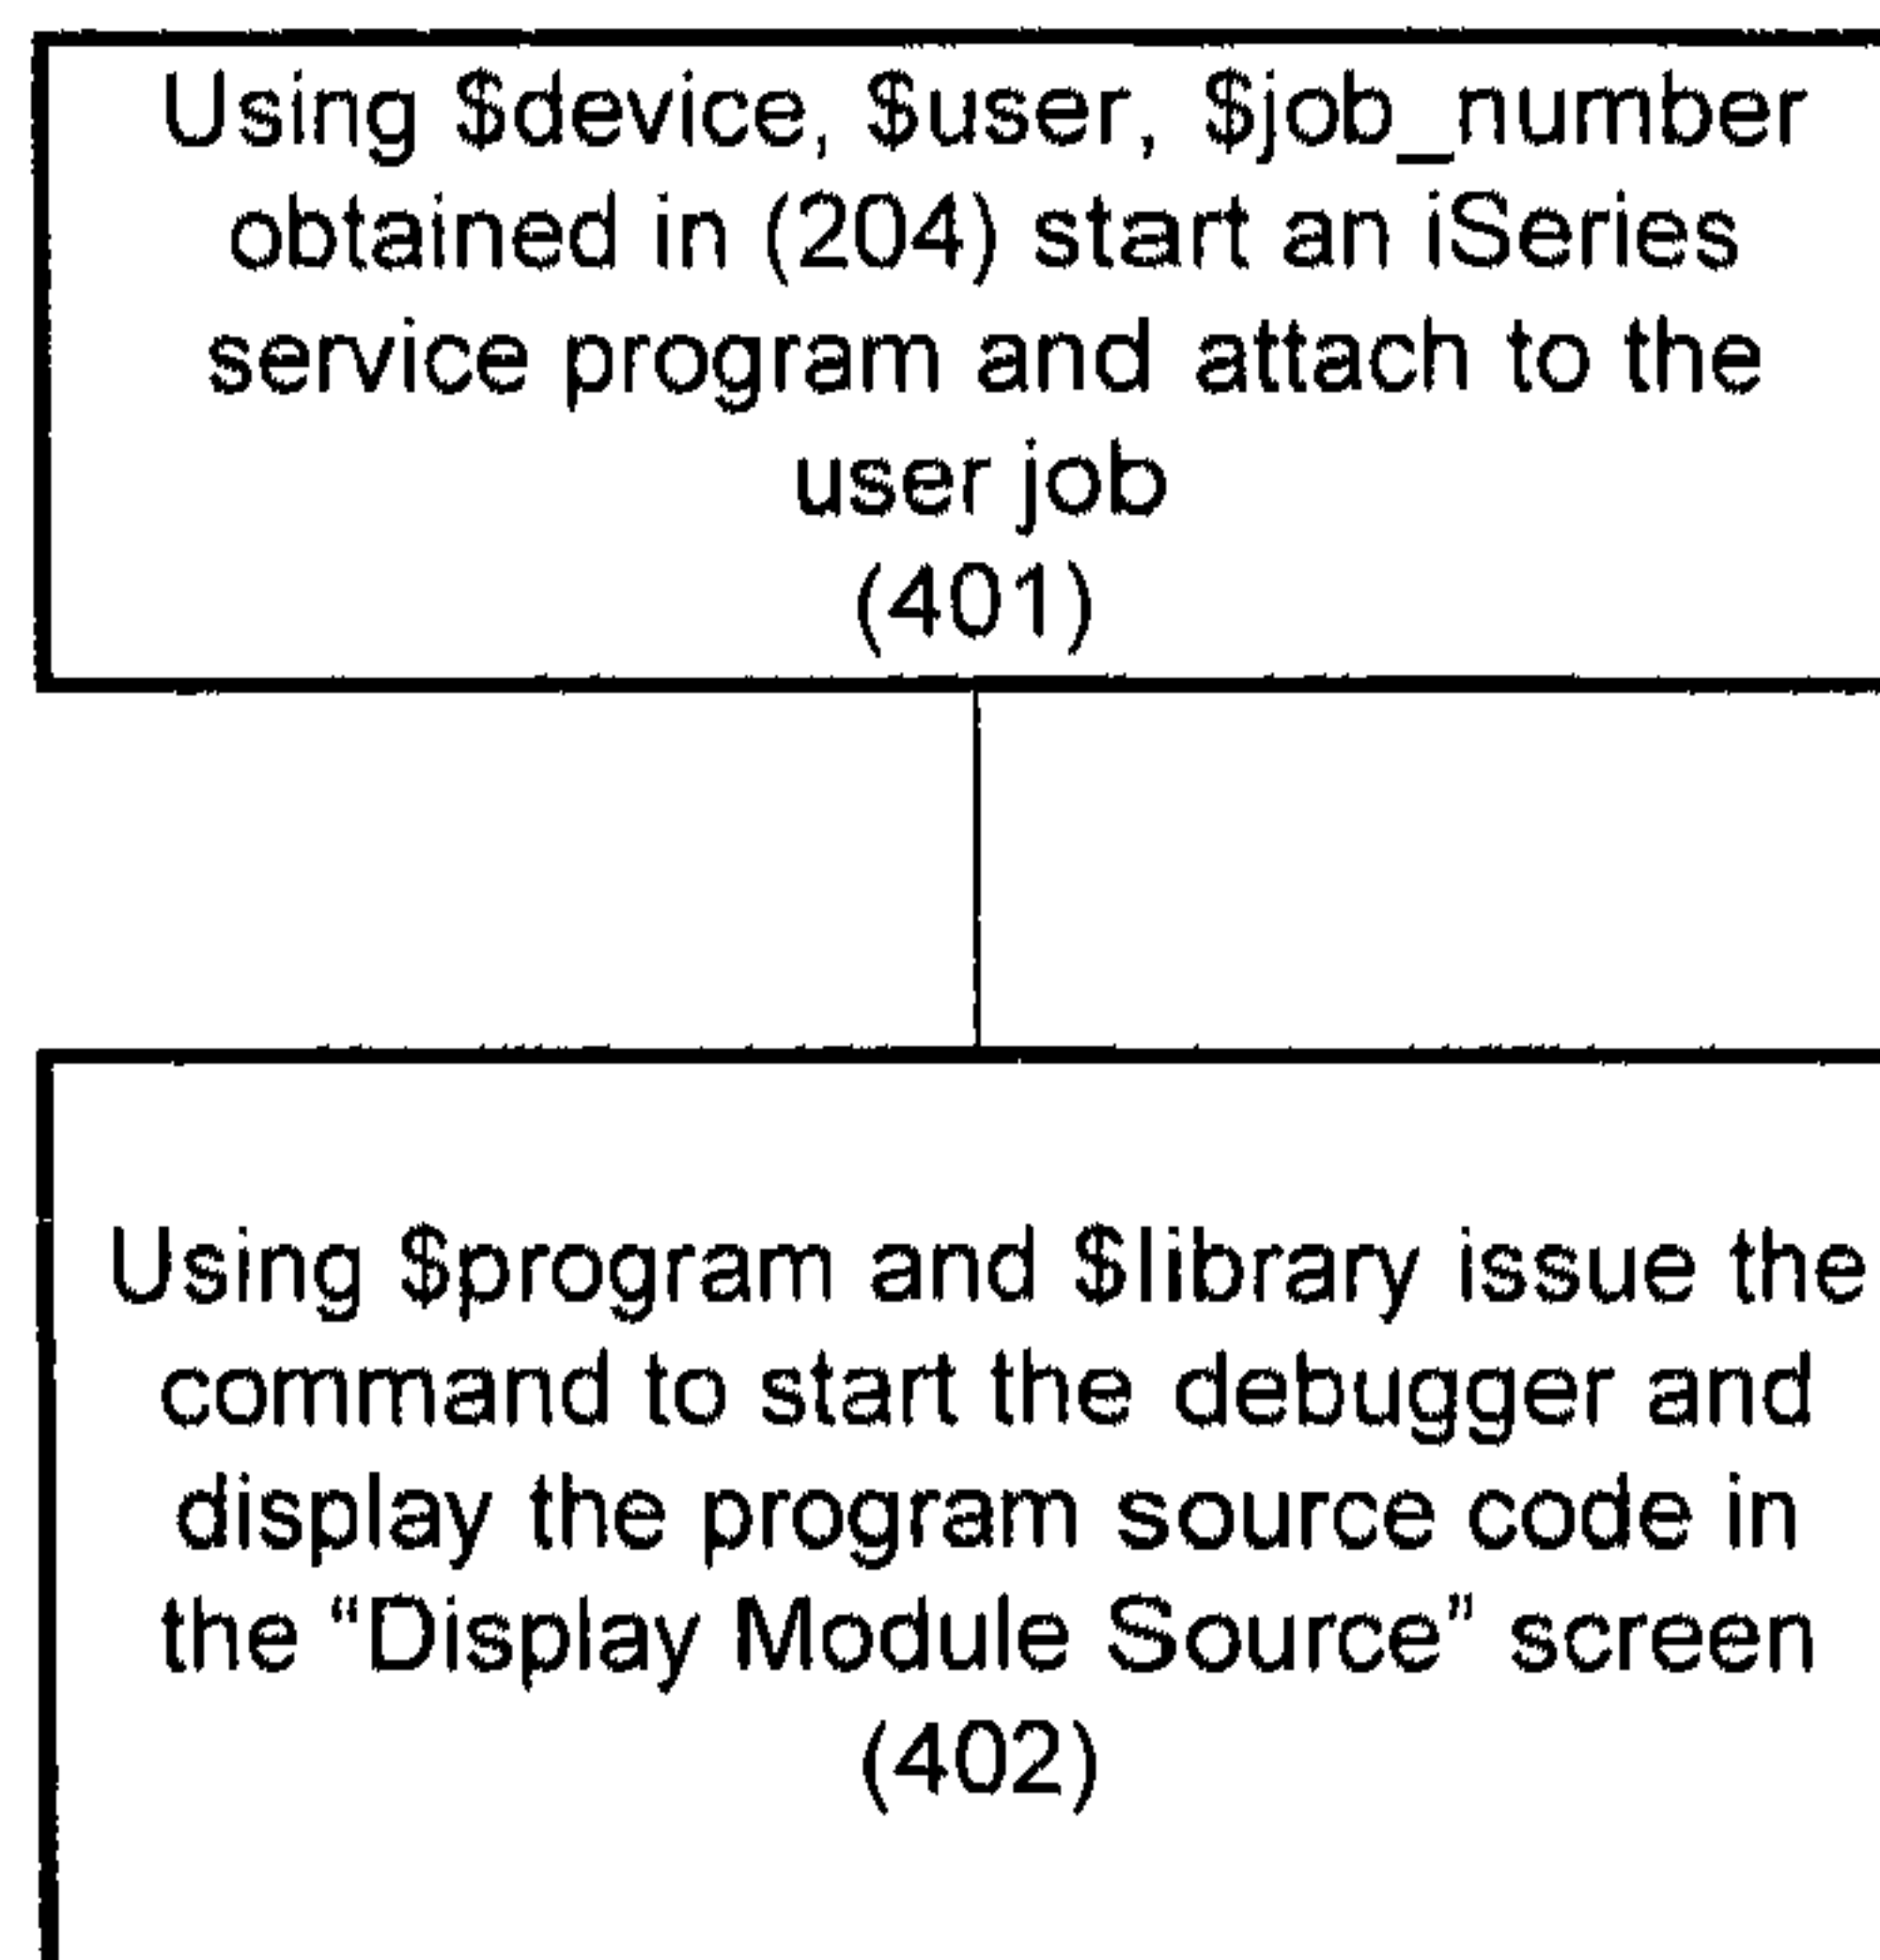 Using $device, $user, $job_number
obtained in (204) start an iSeries
service program and attach to the
user job
(401)
Using $program and $library issue the
command to start the debugger and
display the program source code in
the “Display Module Source” screen
(402)